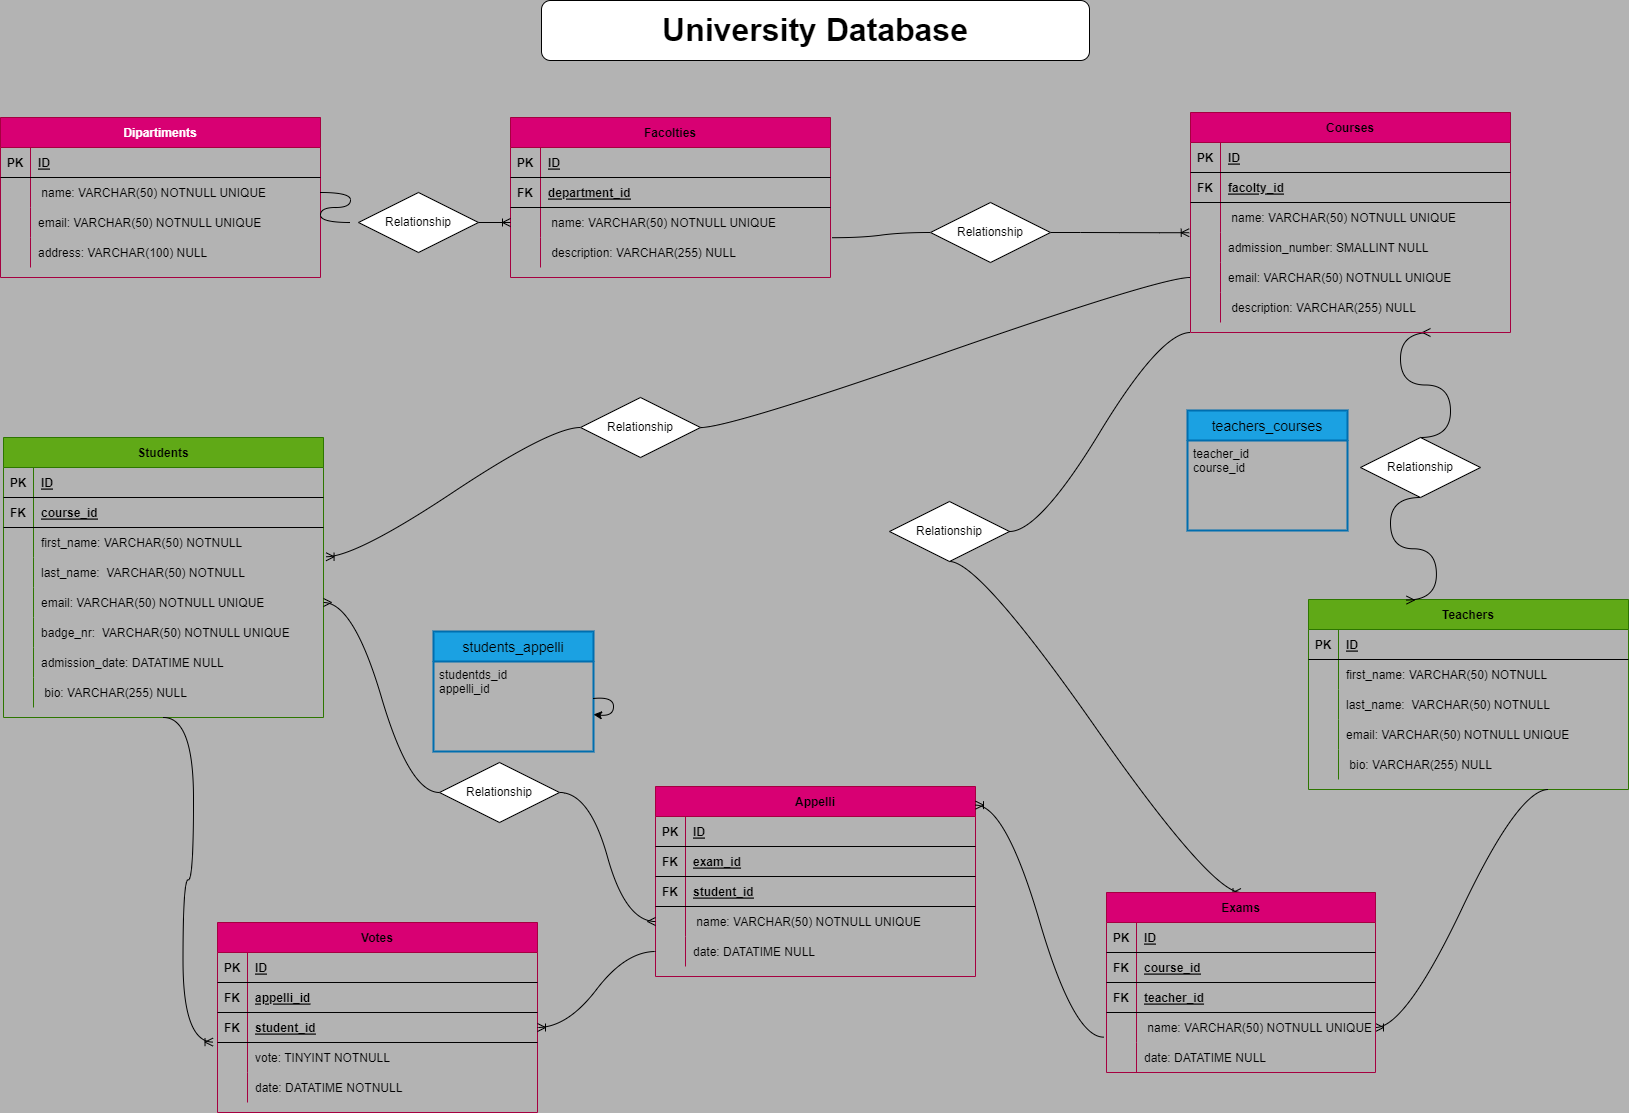 University Database
Dipartiments
PK ID
name: VARCHAR(50) NOTNULL UNIQUE
email: VARCHAR(50) NOTNULL UNIQUE
address: VARCHAR(100) NULL
Relationship
Facolties
PK ID
FK department_id
name: VARCHAR(50) NOTNULL UNIQUE
description: VARCHAR(255) NULL
Relationship
Courses
PK ID
FK facolty_id
name: VARCHAR(50) NOTNULL UNIQUE
admission_number: SMALLINT NULL
email: VARCHAR(50) NOTNULL UNIQUE
description: VARCHAR(255) NULL
Relationship
teachers_courses
teacher_id
course_id
Relationship
Students
PK ID
FK course_id
first_name: VARCHAR(50) NOTNULL
last_name: VARCHAR(50) NOTNULL
email: VARCHAR(50) NOTNULL UNIQUE
badge_nr: VARCHAR(50) NOTNULL UNIQUE
admission_date: DATATIME NULL
bio: VARCHAR(255) NULL
Relationship
students_appelli
studentds_id
appelli_id
Teachers
PK ID
first_name: VARCHAR(50) NOTNULL
last_name: VARCHAR(50) NOTNULL
email: VARCHAR(50) NOTNULL UNIQUE
bio: VARCHAR(255) NULL
Relationship
Appelli
PK ID
FK exam_id
FK student_id
name: VARCHAR(50) NOTNULL UNIQUE
date: DATATIME NULL
Exams
PK ID
FK course_id
FK teacher_id
name: VARCHAR(50) NOTNULL UNIQUE
date: DATATIME NULL
Votes
PK ID
FK appelli_id
FK student_id
vote: TINYINT NOTNULL
date: DATATIME NOTNULL